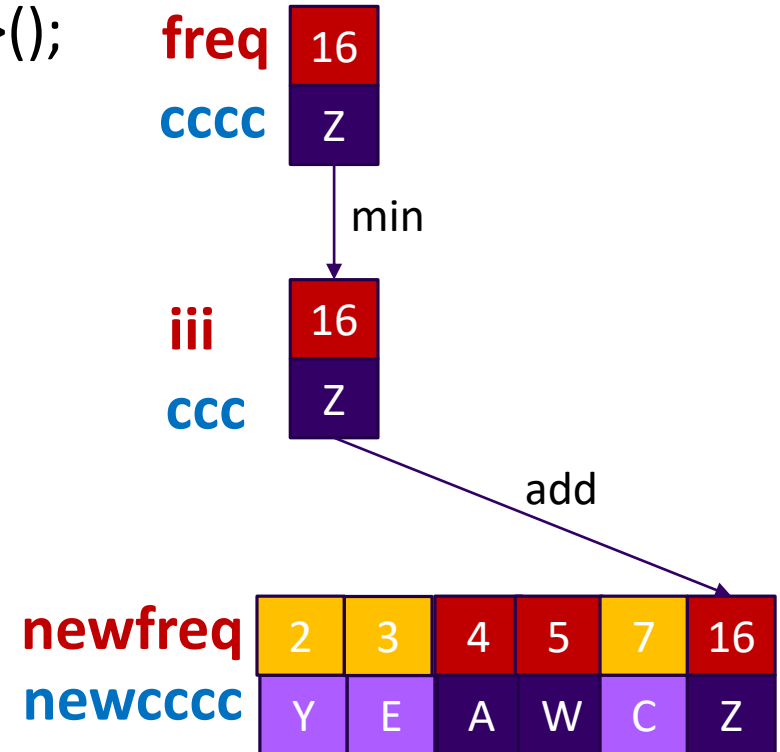 >();
freq 16
cccc Z
min
iii 16
ccc Z
add
newfreq 2 3 4 5 7 16
newcccc Y E A W C Z